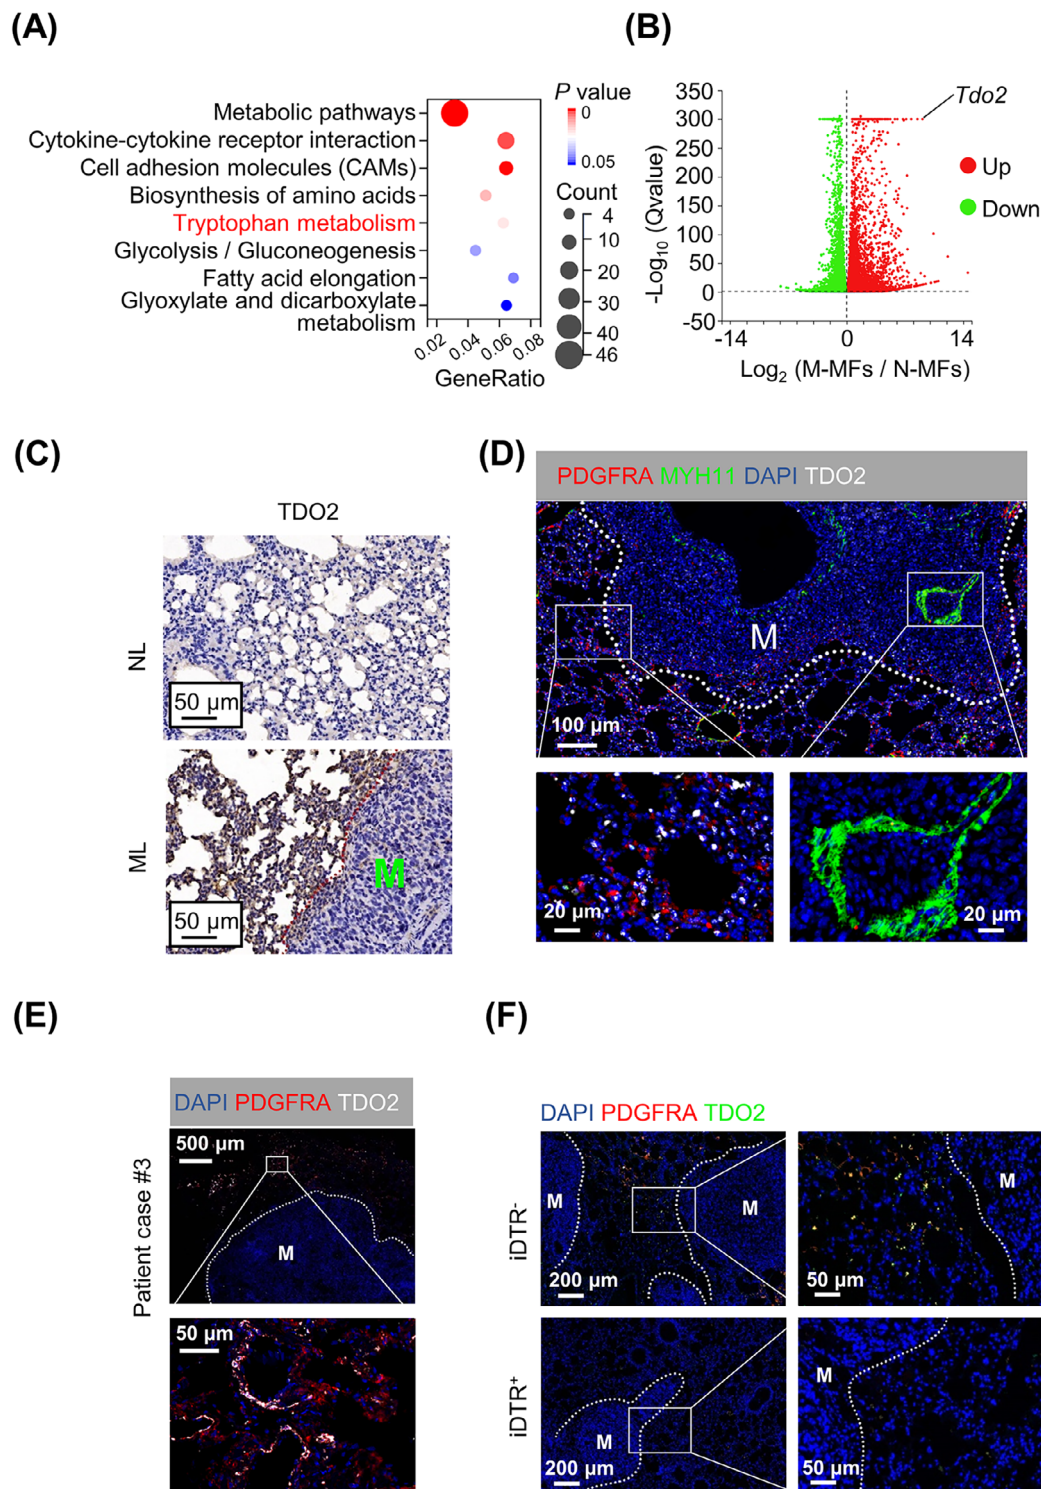 (A)
Metabolic pathways
Cytokine-cytokine receptor interaction
Cell adhesion molecules (CAMs)
Biosynthesis of amino acids
Tryptophan metabolism
Glycolysis / Gluconeogenesis
Fatty acid elongation
Glyoxylate and dicarboxylate
metabolism
0.02 0.04 0.06 0.08
GeneRatio
P value
0
0.05
Count
4
10
20
30
40
46
(B)
350
300
250
200
150
100
50
0
-50
-14 0 14
-Log10 (Qvalue)
Log2 (M-MFs / N-MFs)
Tdo2
Up
Down
(C)
TDO2
NL
50 µm
ML
M
50 µm
(D)
PDGFRA MYH11 DAPI TDO2
M
100 µm
20 µm
20 µm
(E)
DAPI PDGFRA TDO2
Patient case #3
500 µm
M
50 µm
(F)
DAPI PDGFRA TDO2
iDTR-
M
M
200 µm
M
50 µm
iDTR+
M
200 µm
M
50 µm